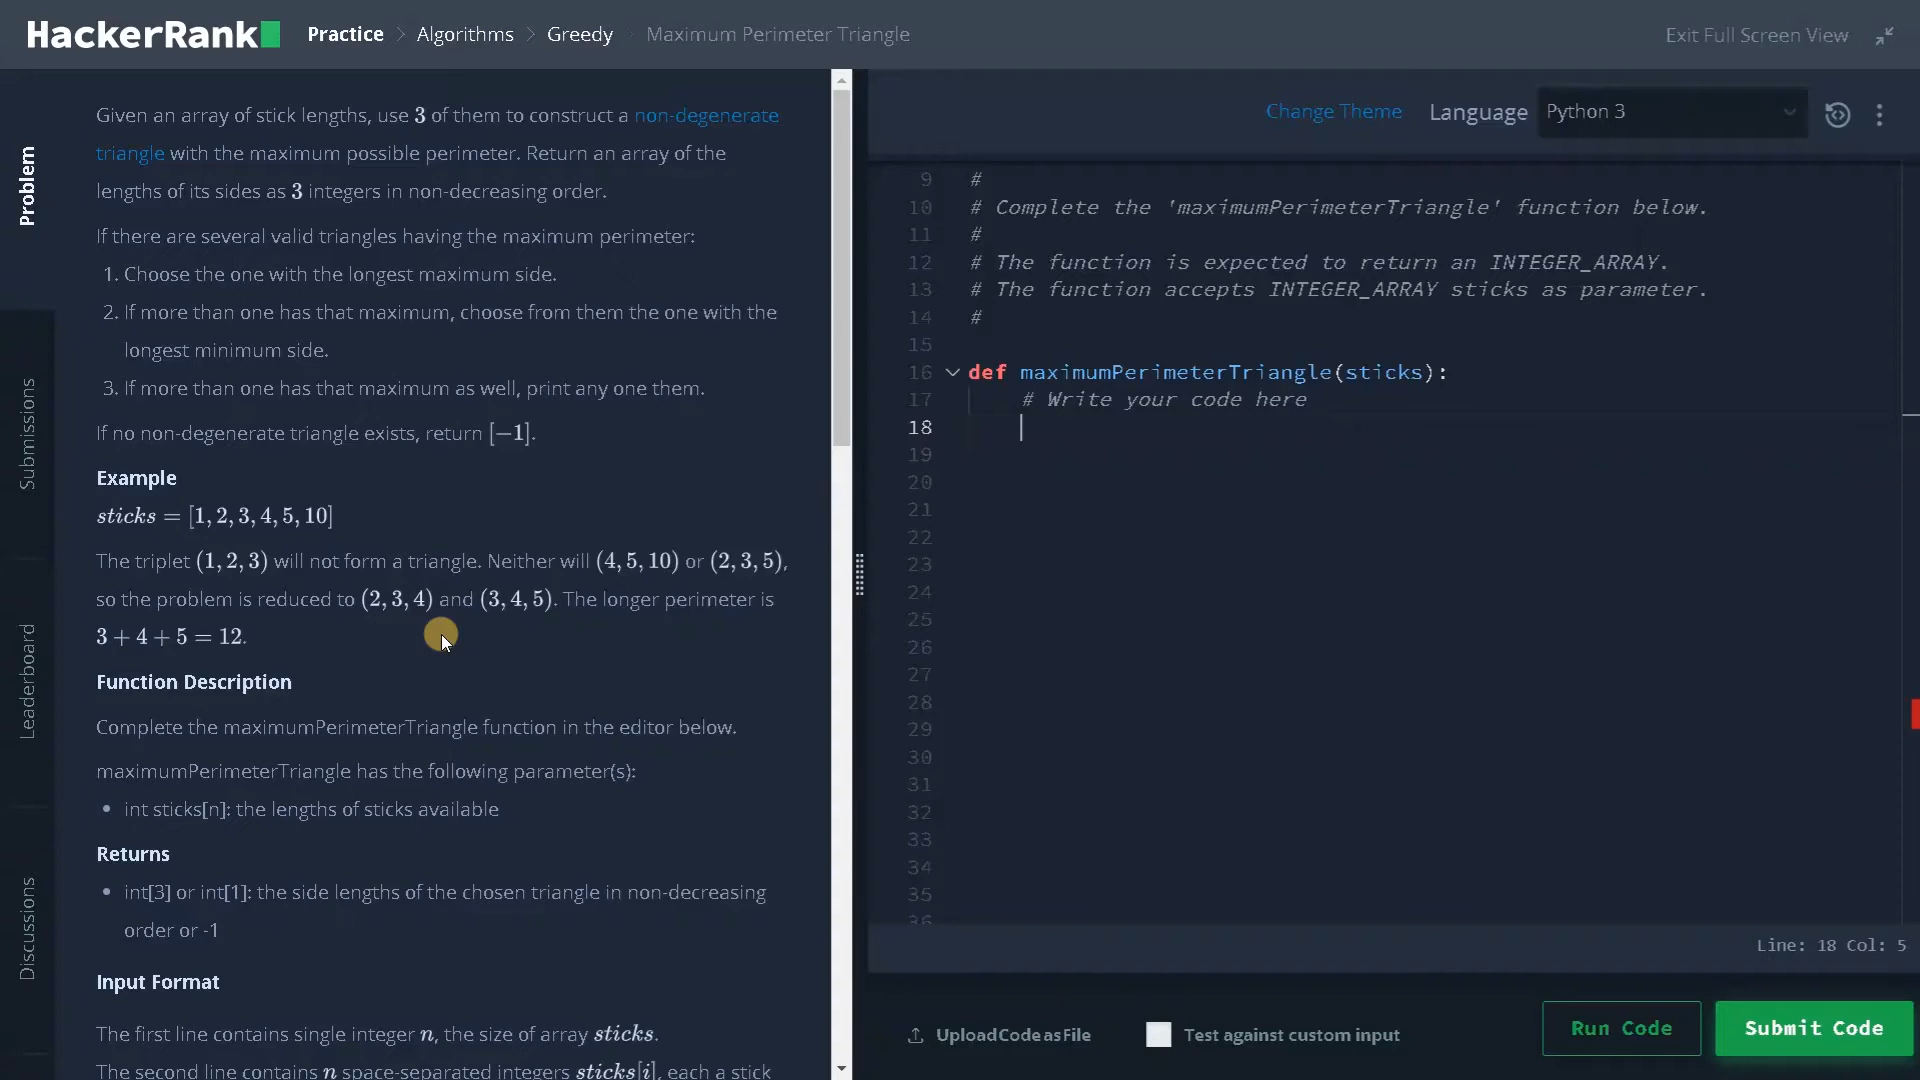 HackerRank Practice > Algorithms > Greedy > Maximum Perimeter Triangle Exit Full Screen View
Problem
Submissions
Leaderboard
Discussions
Given an array of stick lengths, use 3 of them to construct a non-degenerate
triangle with the maximum possible perimeter. Return an array of the
lengths of its sides as 3 integers in non-decreasing order.
If there are several valid triangles having the maximum perimeter:
1. Choose the one with the longest maximum side.
2. If more than one has that maximum, choose from them the one with the
longest minimum side.
3. If more than one has that maximum as well, print any one them.
If no non-degenerate triangle exists, return [−1].
Example
sticks = [1, 2, 3, 4, 5, 10]
The triplet (1, 2, 3) will not form a triangle. Neither will (4, 5, 10) or (2, 3, 5),
so the problem is reduced to (2, 3, 4) and (3, 4, 5). The longer perimeter is
3 + 4 + 5 = 12.
Function Description
Complete the maximumPerimeterTriangle function in the editor below.
maximumPerimeterTriangle has the following parameter(s):
• int sticks[n]: the lengths of sticks available
Returns
• int[3] or int[1]: the side lengths of the chosen triangle in non-decreasing
order or -1
Input Format
The first line contains single integer n, the size of array sticks.
The second line contains n space-separated integers sticks[i], each a stick
Change Theme Language Python 3
9 #
10 # Complete the 'maximumPerimeterTriangle' function below.
11 #
12 # The function is expected to return an INTEGER_ARRAY.
13 # The function accepts INTEGER_ARRAY sticks as parameter.
14 #
15
16 def maximumPerimeterTriangle(sticks):
17 # Write your code here
18
19
20
21
22
23
24
25
26
27
28
29
30
31
32
33
34
35
36
Line: 18 Col: 5
Upload Code as File Test against custom input Run Code Submit Code